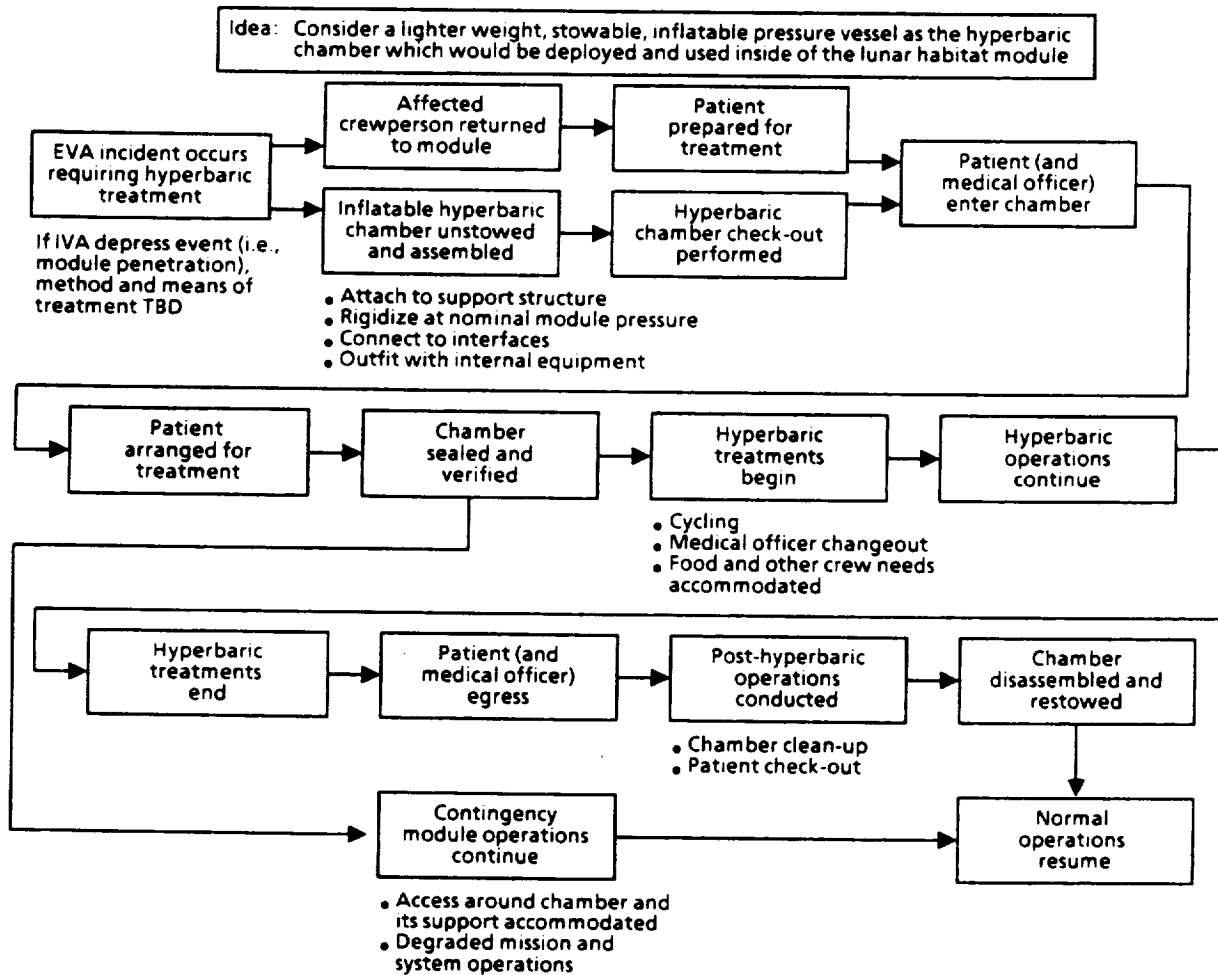 Idea: Consider a lighter weight, stowable, inflatable pressure vessel as the hyperbaric
chamber which would be deployed and used inside of the lunar habitat module
EVA incident occurs
requiring hyperbaric
treatment
If IVA depress event (i.e.,
module penetration),
method and means of
treatment TBD
Affected
crewperson returned
to module
Patient
prepared for
treatment
Inflatable hyperbaric
chamber unstowed
and assembled
• Attach to support structure
• Rigidize at nominal module pressure
• Connect to interfaces
• Outfit with internal equipment
Hyperbaric
chamber check-out
performed
Patient (and
medical officer)
enter chamber
Patient
arranged for
treatment
Chamber
sealed and
verified
Hyperbaric
treatments
begin
• Cycling
• Medical officer changeout
• Food and other crew needs
accommodated
Hyperbaric
operations
continue
Hyperbaric
treatments
end
Patient (and
medical officer)
egress
Post-hyperbaric
operations
conducted
• Chamber clean-up
• Patient check-out
Chamber
disassembled and
restowed
Contingency
module operations
continue
• Access around chamber and
its support accommodated
• Degraded mission and
system operations
Normal
operations
resume